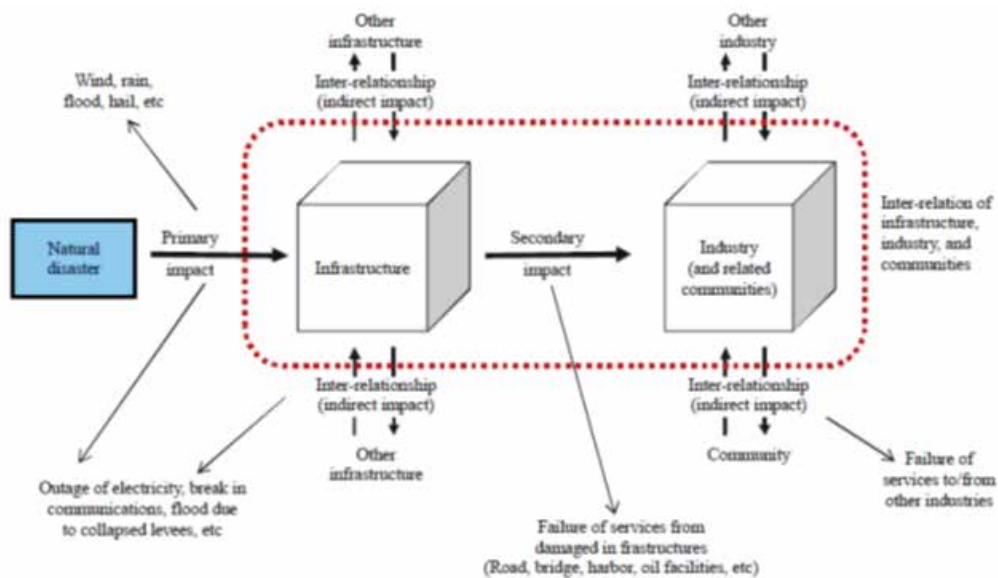 Other
infrastructure
Inter-relationship
(indirect impact)
Other
industry
Inter-relationship
(indirect impact)
Wind, rain,
flood, hail, etc
Natural
disaster
Primary
impact
Infrastructure
Secondary
impact
Industry
(and related
communities)
Inter-relation of
infrastructure,
industry, and
communities
Inter-relationship
(indirect impact)
Other
infrastructure
Inter-relationship
(indirect impact)
Community
Outage of electricity, break in
communications, flood due
to collapsed levees, etc
Failure of services from
damaged in frastructures
(Road, bridge, harbor, oil facilities, etc)
Failure of
services to/from
other industries